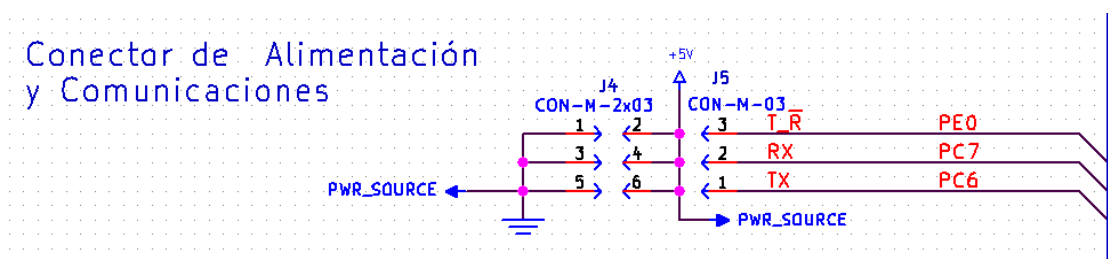 Conector de Alimentación
y Comunicaciones
+5V
J4
J5
CON-M-2x03
CON-M-03
1 2 3 T_R̅ PE0
3 4 2 RX PC7
5 6 1 TX PC6
PWR_SOURCE
PWR_SOURCE